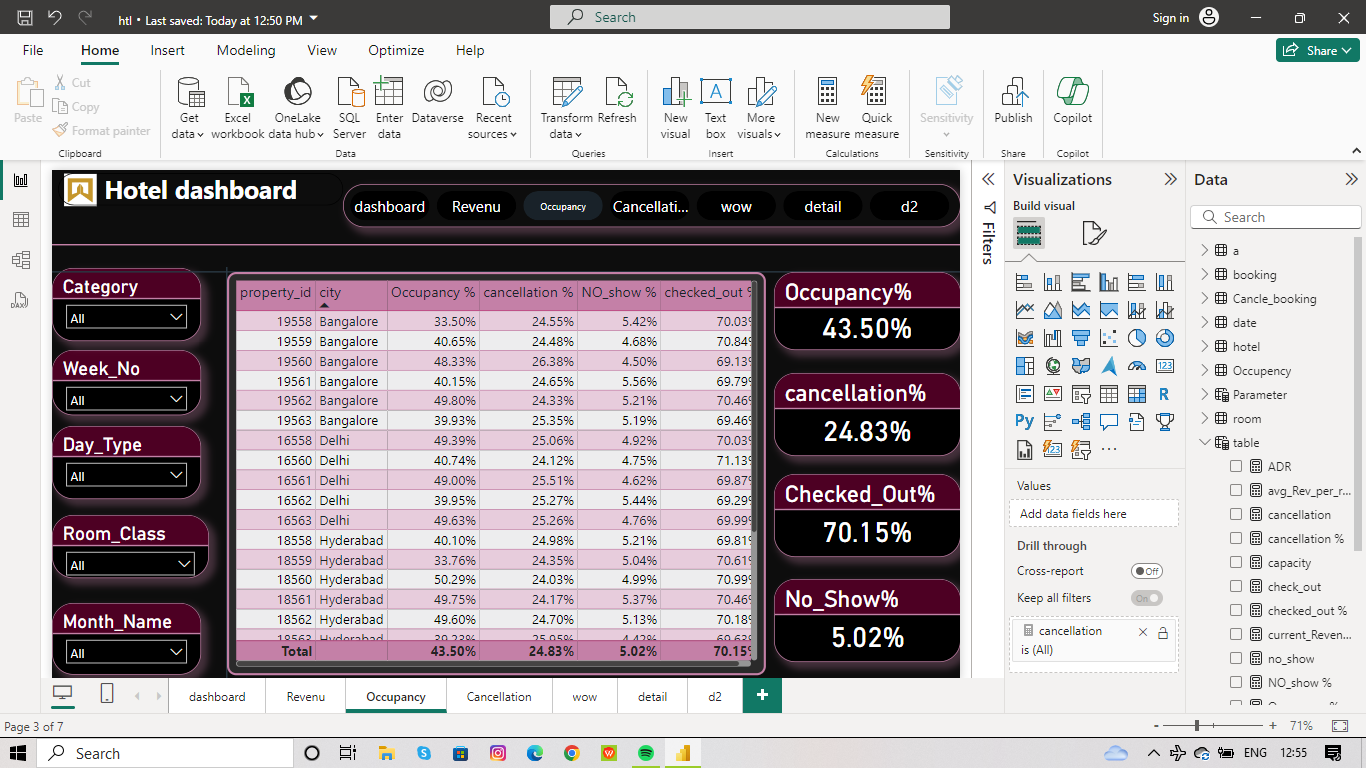 htl • Last saved: Today at 12:50 PM
Search
Sign in
File Home Insert Modeling View Optimize Help
Share
Paste
Cut
Copy
Format painter
Get data
Excel workbook
OneLake data hub
SQL Server
Enter data
Dataverse
Recent sources
Transform data
Refresh
New visual
Text box
More visuals
New measure
Quick measure
Sensitivity
Publish
Copilot
Clipboard Data Queries Insert Calculations Sensitivity Share Copilot
Hotel dashboard
dashboard Revenu Occupancy Cancellati... wow detail d2
Category
All
Week_No
All
Day_Type
All
Room_Class
All
Month_Name
All
property_id city Occupancy % cancellation % NO_show % checked_out %
19558 Bangalore 33.50% 24.55% 5.42% 70.03%
19559 Bangalore 40.65% 24.48% 4.68% 70.84%
19560 Bangalore 48.33% 26.38% 4.50% 69.13%
19561 Bangalore 40.15% 24.65% 5.56% 69.79%
19562 Bangalore 49.80% 24.33% 5.21% 70.46%
19563 Bangalore 39.93% 25.35% 5.19% 69.46%
16558 Delhi 49.39% 25.06% 4.92% 70.03%
16560 Delhi 40.74% 24.12% 4.75% 71.13%
16561 Delhi 49.00% 25.51% 4.62% 69.87%
16562 Delhi 39.95% 25.27% 5.44% 69.29%
16563 Delhi 49.63% 25.26% 4.76% 69.99%
18558 Hyderabad 40.10% 24.98% 5.21% 69.81%
18559 Hyderabad 33.76% 24.35% 5.04% 70.61%
18560 Hyderabad 50.29% 24.03% 4.99% 70.99%
18561 Hyderabad 49.75% 24.17% 5.37% 70.46%
18562 Hyderabad 49.60% 24.70% 5.13% 70.18%
18563 Hyderabad
Total 43.50% 24.83% 5.02% 70.15%
Occupancy%
43.50%
cancellation%
24.83%
Checked_Out%
70.15%
No_Show%
5.02%
Filters
Visualizations
Build visual
123
R
Py
123
Values
Add data fields here
Drill through
Cross-report Off
Keep all filters On
cancellation
is (All)
Data
Search
a
booking
Cancle_booking
date
hotel
Occupancy
Parameter
room
table
ADR
avg_Rev_per_r...
cancellation
cancellation %
capacity
check_out
checked_out %
current_Reven...
no_show
NO_show %
dashboard Revenu Occupancy Cancellation wow detail d2 +
Page 3 of 7
- + 71%
Search
ENG 12:55